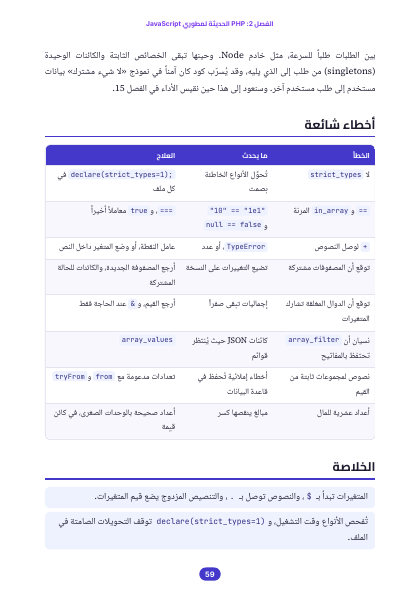 الفصل 2: PHP الحديثة لمطوري JavaScript
بين الطلبات طلباً للسرعة، مثل خادم Node. وحينها تبقى الخصائص الثابتة والكائنات الوحيدة
(singletons) من طلب إلى الذي يليه، وقد يُسرّب كود كان آمناً في نموذج «لا شيء مشترك» بيانات
مستخدم إلى طلب مستخدم آخر. وسنعود إلى هذا حين نقيس الأداء في الفصل 15.
أخطاء شائعة
الخطأ ما يحدث العلاج
لا strict_types تُحوَّل الأنواع الخاطئة بصمت declare(strict_types=1); في كل ملف
== و in_array المرنة "10" == "1e1" و null == false === ، و true معاملاً أخيراً
+ لوصل النصوص TypeError، أو عدد عامل النقطة، أو وضع المتغير داخل النص
توقع أن المصفوفات مشتركة تضيع التغييرات على النسخة أرجع المصفوفة الجديدة، والكائنات للحالة المشتركة
توقع أن الدوال المغلقة تشارك المتغيرات إجماليات تبقى صفراً أرجع القيم، و & عند الحاجة فقط
نسيان أن array_filter تحتفظ بالمفاتيح كائنات JSON حيث يُنتظر قوائم array_values
نصوص لمجموعات ثابتة من القيم أخطاء إملائية تُحفظ في قاعدة البيانات تعدادات مدعومة مع from و tryFrom
أعداد عشرية للمال مبالغ ينقصها كسر أعداد صحيحة بالوحدات الصغرى، في كائن قيمة
الخلاصة
المتغيرات تبدأ بـ $ ، والنصوص توصل بـ . ، والتنصيص المزدوج يضع قيم المتغيرات.
تُفحص الأنواع وقت التشغيل، و declare(strict_types=1) توقف التحويلات الصامتة في
الملف.
59